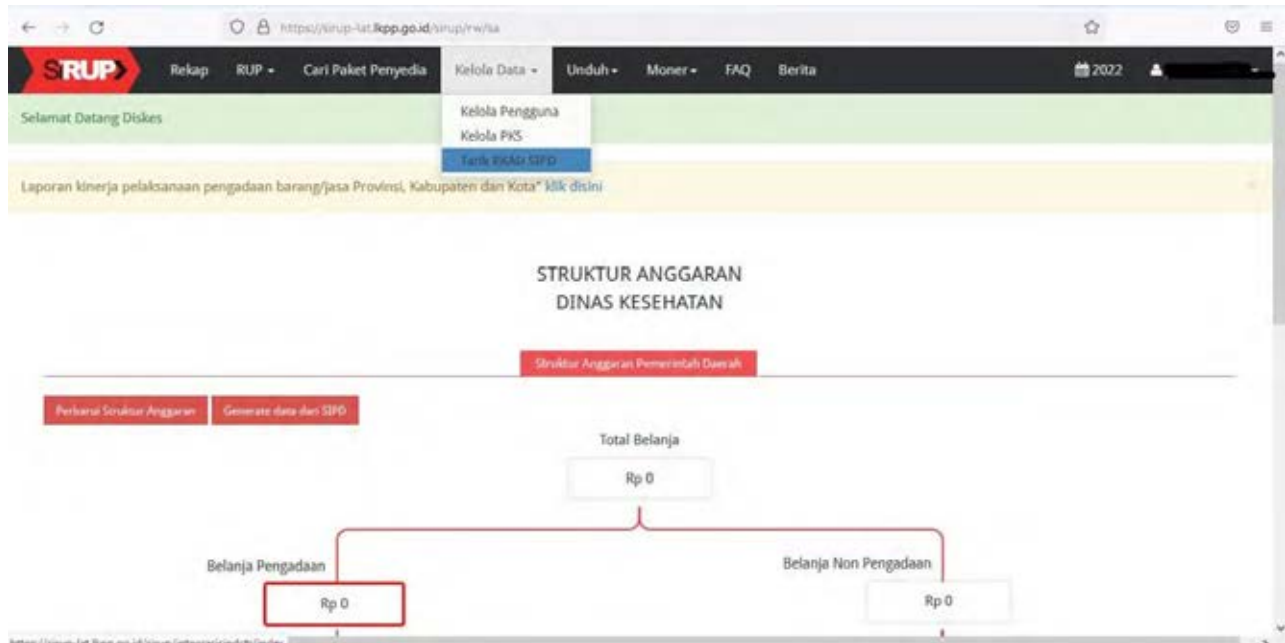 https://sirup-lat.lkpp.go.id/sirup/rw/sa
SIRUP Rekap RUP Cari Paket Penyedia Kelola Data Unduh Moner FAQ Berita 2022
Selamat Datang Diskes
Kelola Pengguna
Kelola PKS
Tarik RKAD SIPD
Laporan kinerja pelaksanaan pengadaan barang/jasa Provinsi, Kabupaten dan Kota" klik disini
STRUKTUR ANGGARAN
DINAS KESEHATAN
Struktur Anggaran Pemerintah Daerah
Perbarui Struktur Anggaran Generate data dari SIPD
Total Belanja
Rp 0
Belanja Pengadaan Belanja Non Pengadaan
Rp 0 Rp 0